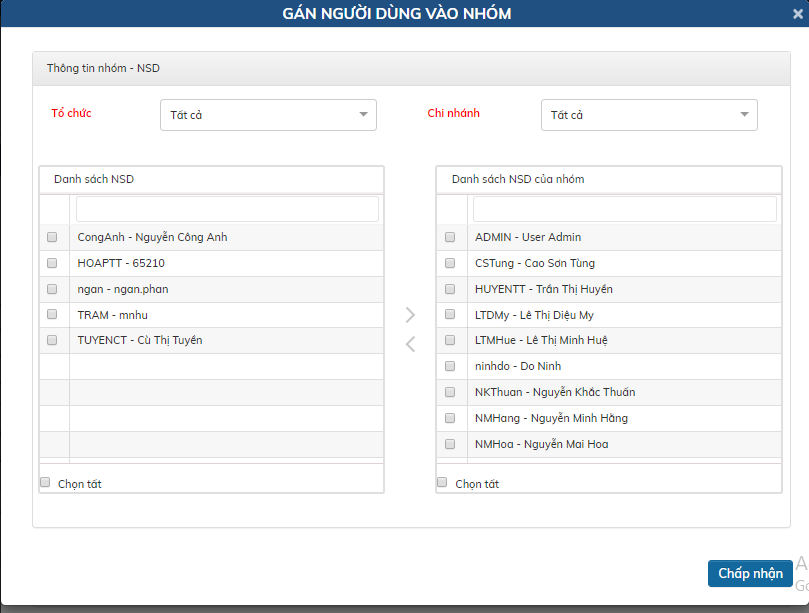 GÁN NGƯỜI DÙNG VÀO NHÓM
Thông tin nhóm - NSD
Tổ chức
Tất cả
Chi nhánh
Tất cả
Danh sách NSD
CongAnh - Nguyễn Công Anh
HOAPTT - 65210
ngan - ngan.phan
TRAM - mnhu
TUYENCT - Cù Thị Tuyền
Chọn tất
Danh sách NSD của nhóm
ADMIN - User Admin
CSTung - Cao Sơn Tùng
HUYENTT - Trần Thị Huyền
LTDMy - Lê Thị Diệu My
LTMHue - Lê Thị Minh Huệ
ninhdo - Do Ninh
NKThuan - Nguyễn Khắc Thuấn
NMHang - Nguyễn Minh Hằng
NMHoa - Nguyễn Mai Hoa
Chọn tất
Chấp nhận